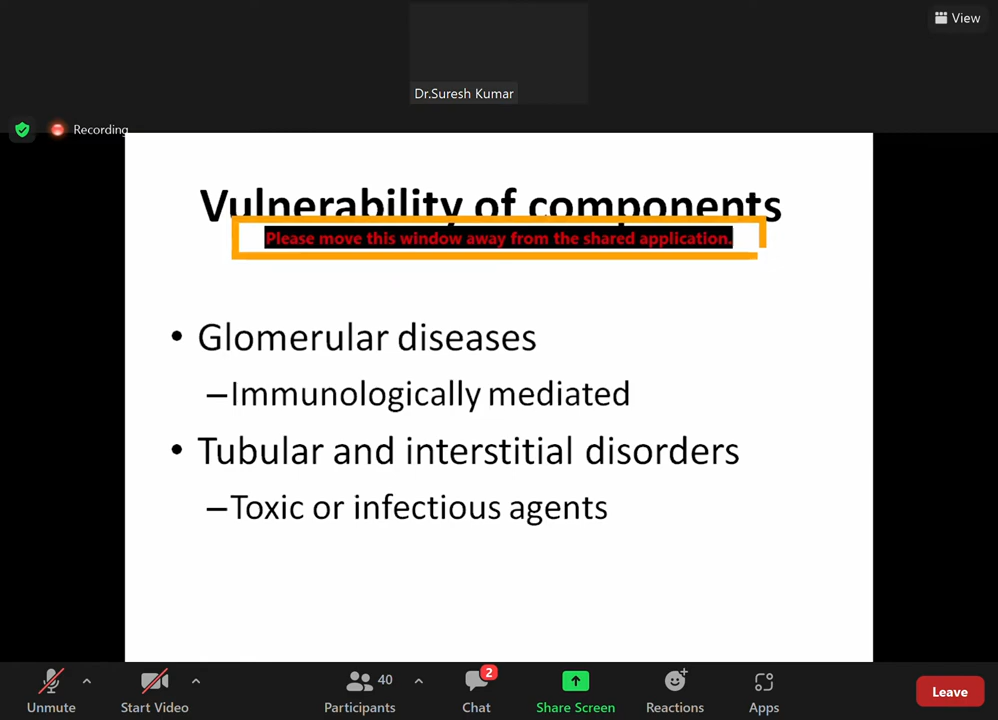 View
Dr.Suresh Kumar
Recording
Vulnerability of components
Please move this window away from the shared application.
• Glomerular diseases
–Immunologically mediated
• Tubular and interstitial disorders
–Toxic or infectious agents
40
2
Unmute
Start Video
Participants
Chat
Share Screen
Reactions
Apps
Leave